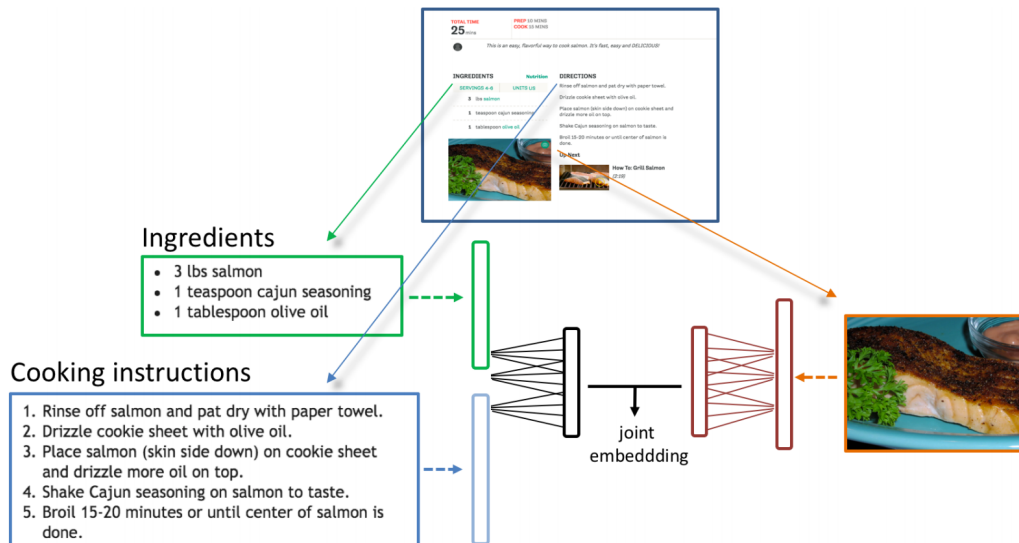 TOTAL TIME
25 mins
PREP 10 MINS
COOK 15 MINS
This is an easy, flavorful way to cook salmon. It's fast, easy and DELICIOUS!
INGREDIENTS
Nutrition
SERVINGS 4-6
UNITS US
3 lbs salmon
1 teaspoon cajun seasoning
1 tablespoon olive oil
DIRECTIONS
Rinse off salmon and pat dry with paper towel.
Drizzle cookie sheet with olive oil.
Place salmon (skin side down) on cookie sheet and
drizzle more oil on top.
Shake Cajun seasoning on salmon to taste.
Broil 15-20 minutes or until center of salmon is
done.
Up Next
How To: Grill Salmon
Ingredients
• 3 lbs salmon
• 1 teaspoon cajun seasoning
• 1 tablespoon olive oil
Cooking instructions
1. Rinse off salmon and pat dry with paper towel.
2. Drizzle cookie sheet with olive oil.
3. Place salmon (skin side down) on cookie sheet
and drizzle more oil on top.
4. Shake Cajun seasoning on salmon to taste.
5. Broil 15-20 minutes or until center of salmon is
done.
joint
embeddding